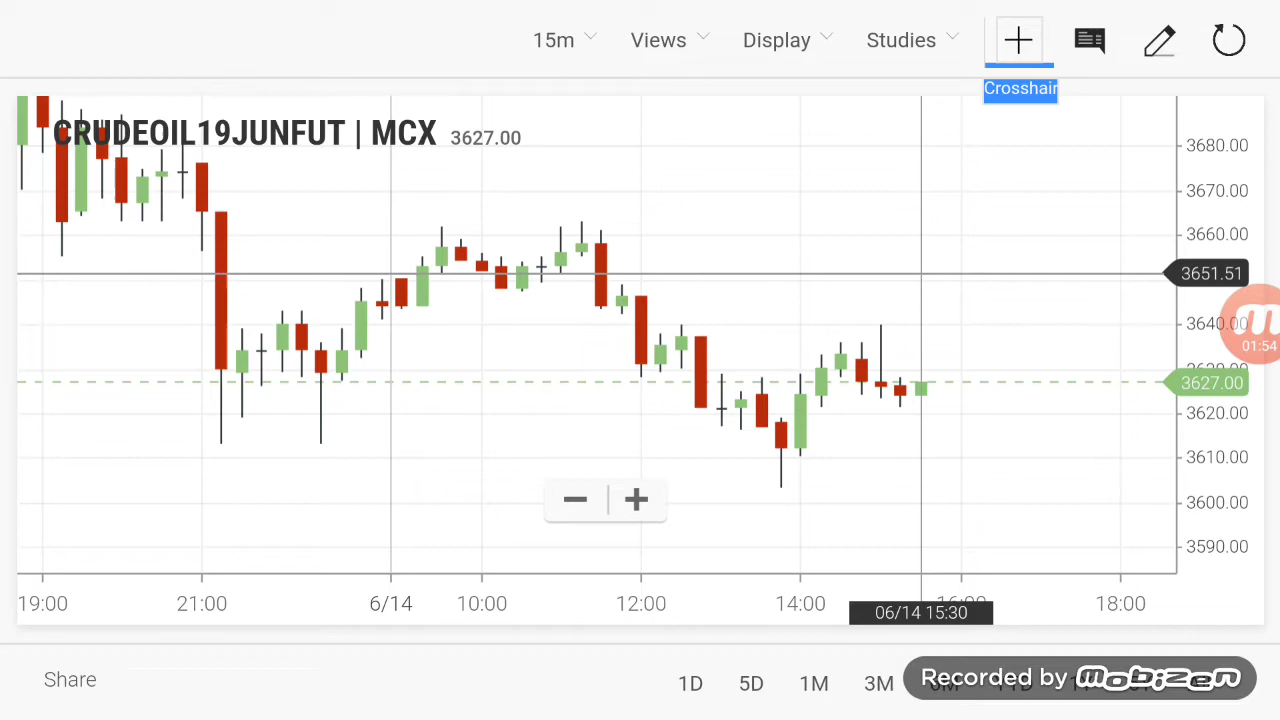 15m Views Display Studies
Crosshair
CRUDEOIL19JUNFUT | MCX 3627.00
3680.00
3670.00
3660.00
3651.51
3640.00
01:54
3627.00
3620.00
3610.00
3600.00
3590.00
19:00 21:00 6/14 10:00 12:00 14:00 16:00 18:00
06/14 15:30
Share 1D 5D 1M 3M 6M
Recorded by mobizen